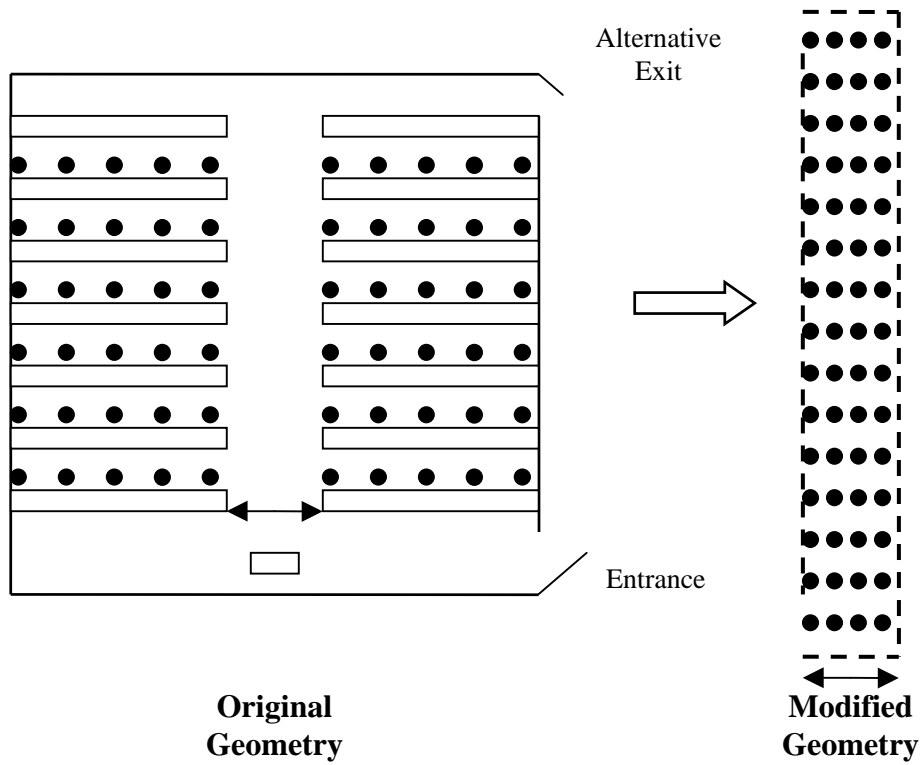 Alternative
Exit
Entrance
Original
Geometry
Modified
Geometry